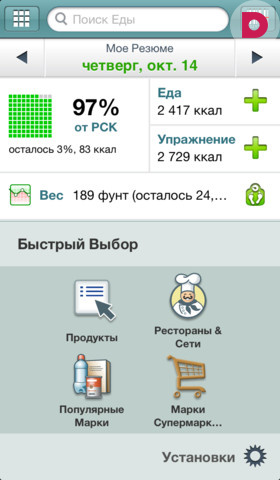 Поиск Еды
Мое Резюме
четверг, окт. 14
97%
от РСК
осталось 3%, 83 ккал
Еда
2 417 ккал
Упражнение
2 729 ккал
Вес 189 фунт (осталось 24,...
Быстрый Выбор
Продукты
Рестораны &
Сети
Популярные
Марки
Марки
Супермарк...
Установки